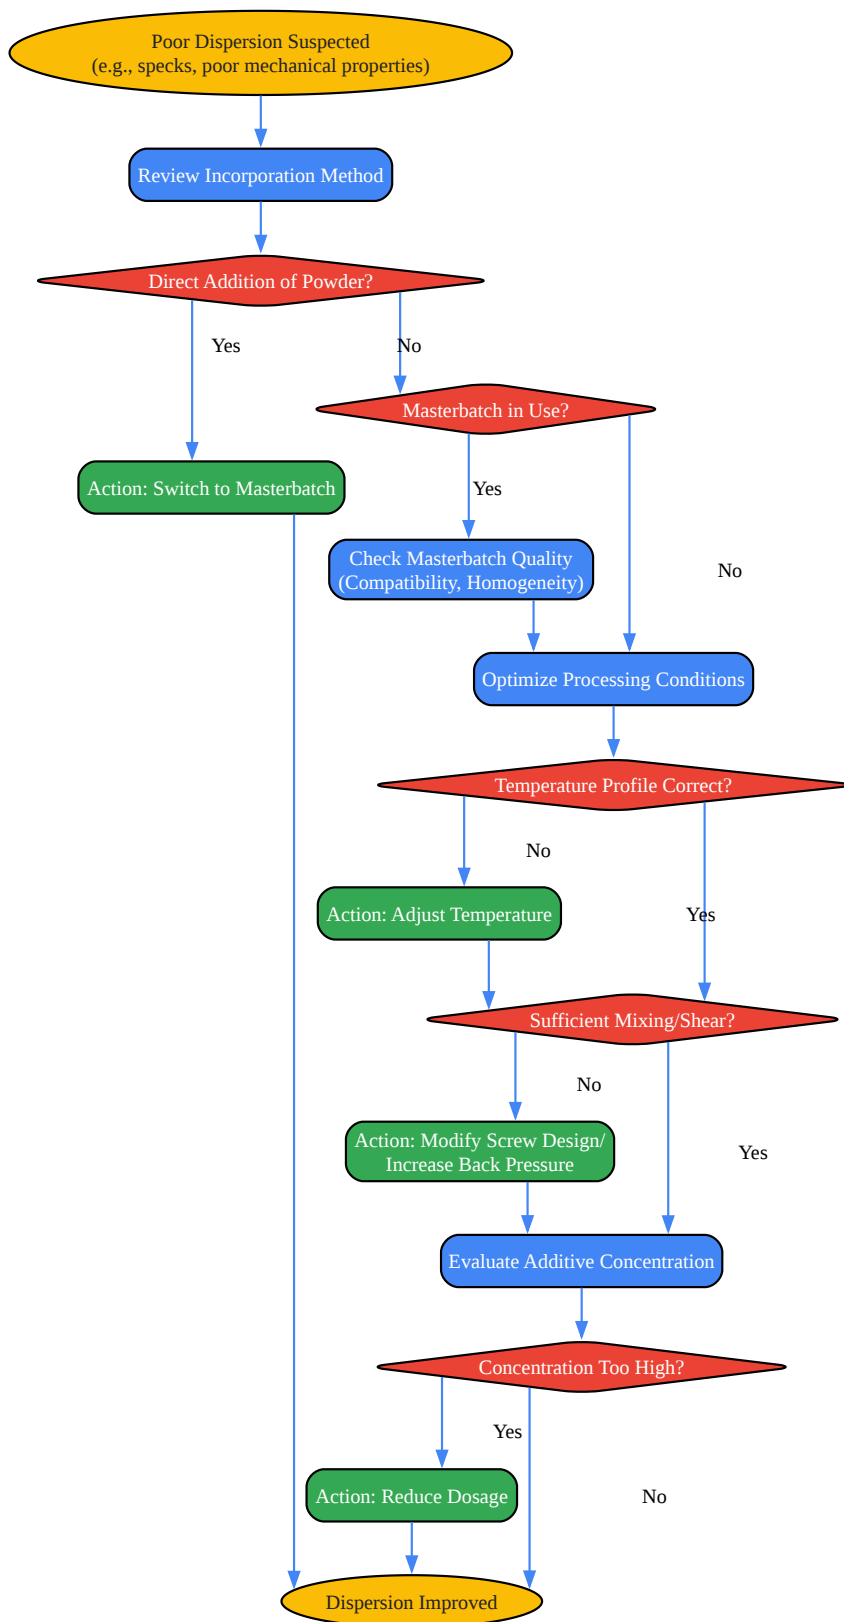 Poor Dispersion Suspected
(e.g., specks, poor mechanical properties)
Review Incorporation Method
Direct Addition of Powder?
Yes
No
Masterbatch in Use?
Action: Switch to Masterbatch
Yes
Check Masterbatch Quality
(Compatibility, Homogeneity)
No
Optimize Processing Conditions
Temperature Profile Correct?
No
Action: Adjust Temperature
Yes
Sufficient Mixing/Shear?
No
Action: Modify Screw Design/
Increase Back Pressure
Yes
Evaluate Additive Concentration
Concentration Too High?
Yes
Action: Reduce Dosage
No
Dispersion Improved